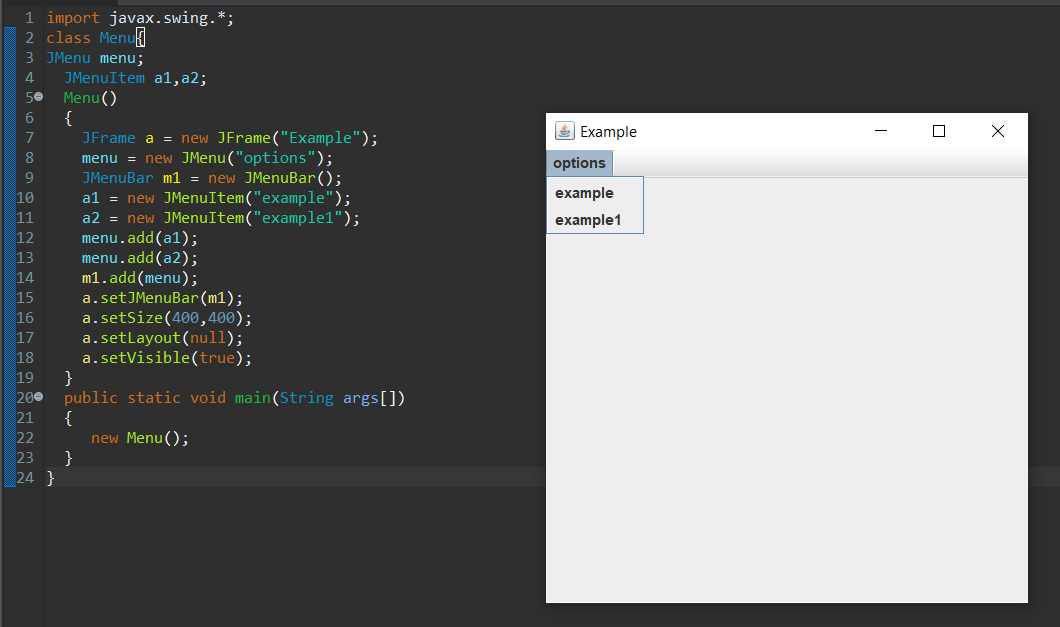 1 import javax.swing.*;
2 class Menu{
3 JMenu menu;
4   JMenuItem a1,a2;
5   Menu()
6   {
7     JFrame a = new JFrame("Example");
8     menu = new JMenu("options");
9     JMenuBar m1 = new JMenuBar();
10     a1 = new JMenuItem("example");
11     a2 = new JMenuItem("example1");
12     menu.add(a1);
13     menu.add(a2);
14     m1.add(menu);
15     a.setJMenuBar(m1);
16     a.setSize(400,400);
17     a.setLayout(null);
18     a.setVisible(true);
19   }
20   public static void main(String args[])
21   {
22      new Menu();
23   }
24 }
Example
options
example
example1